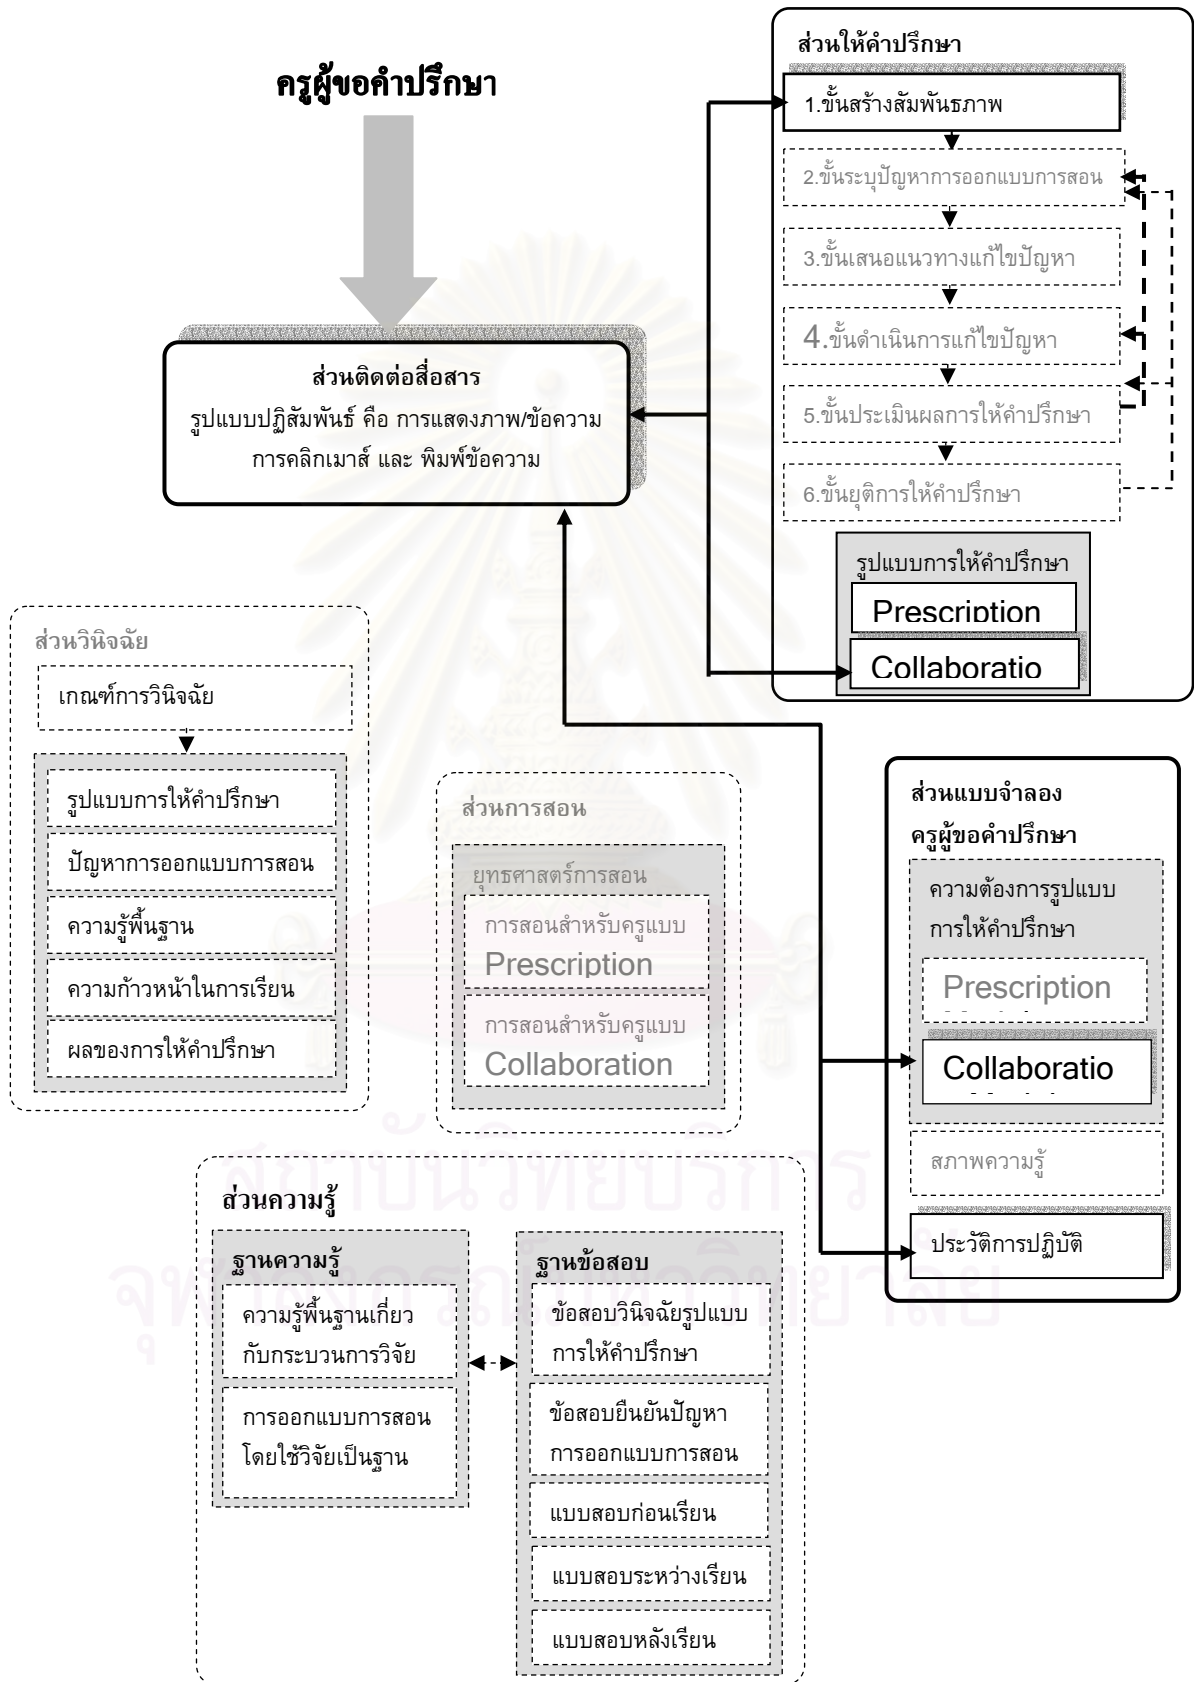 ครูผู้ขอคำปรึกษา
ส่วนให้คำปรึกษา
1.ขั้นสร้างสัมพันธภาพ
2.ขั้นระบุปัญหาการออกแบบการสอน
3.ขั้นเสนอแนวทางแก้ไขปัญหา
4.ขั้นดำเนินการแก้ไขปัญหา
5.ขั้นประเมินผลการให้คำปรึกษา
6.ขั้นยุติการให้คำปรึกษา
รูปแบบการให้คำปรึกษา
Prescription
Collaboratio
ส่วนติดต่อสื่อสาร
รูปแบบปฏิสัมพันธ์ คือ การแสดงภาพ/ข้อความ
การคลิกเมาส์ และ พิมพ์ข้อความ
ส่วนวินิจฉัย
เกณฑ์การวินิจฉัย
รูปแบบการให้คำปรึกษา
ปัญหาการออกแบบการสอน
ความรู้พื้นฐาน
ความก้าวหน้าในการเรียน
ผลของการให้คำปรึกษา
ส่วนการสอน
ยุทธศาสตร์การสอน
การสอนสำหรับครูแบบ
Prescription
การสอนสำหรับครูแบบ
Collaboration
ส่วนแบบจำลอง
ครูผู้ขอคำปรึกษา
ความต้องการรูปแบบ
การให้คำปรึกษา
Prescription
Collaboratio
สภาพความรู้
ประวัติการปฏิบัติ
ส่วนความรู้
ฐานความรู้
ความรู้พื้นฐานเกี่ยว
กับกระบวนการวิจัย
การออกแบบการสอน
โดยใช้วิจัยเป็นฐาน
ฐานข้อสอบ
ข้อสอบวินิจฉัยรูปแบบ
การให้คำปรึกษา
ข้อสอบยืนยันปัญหา
การออกแบบการสอน
แบบสอบก่อนเรียน
แบบสอบระหว่างเรียน
แบบสอบหลังเรียน
สถาบันวิทยบริการ
จุฬาลงกรณ์มหาวิทยาลัย